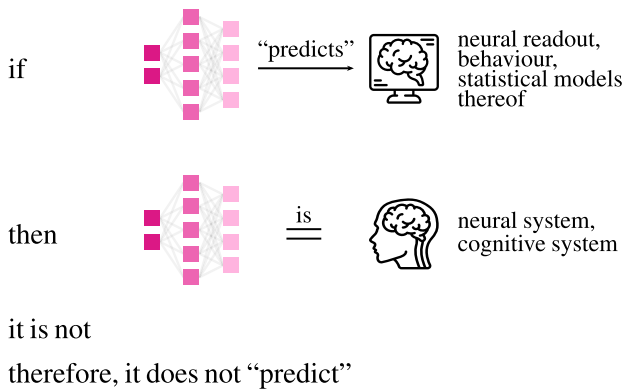 if
“predicts”
neural readout,
behaviour,
statistical models
thereof
then
is
neural system,
cognitive system
it is not
therefore, it does not “predict”